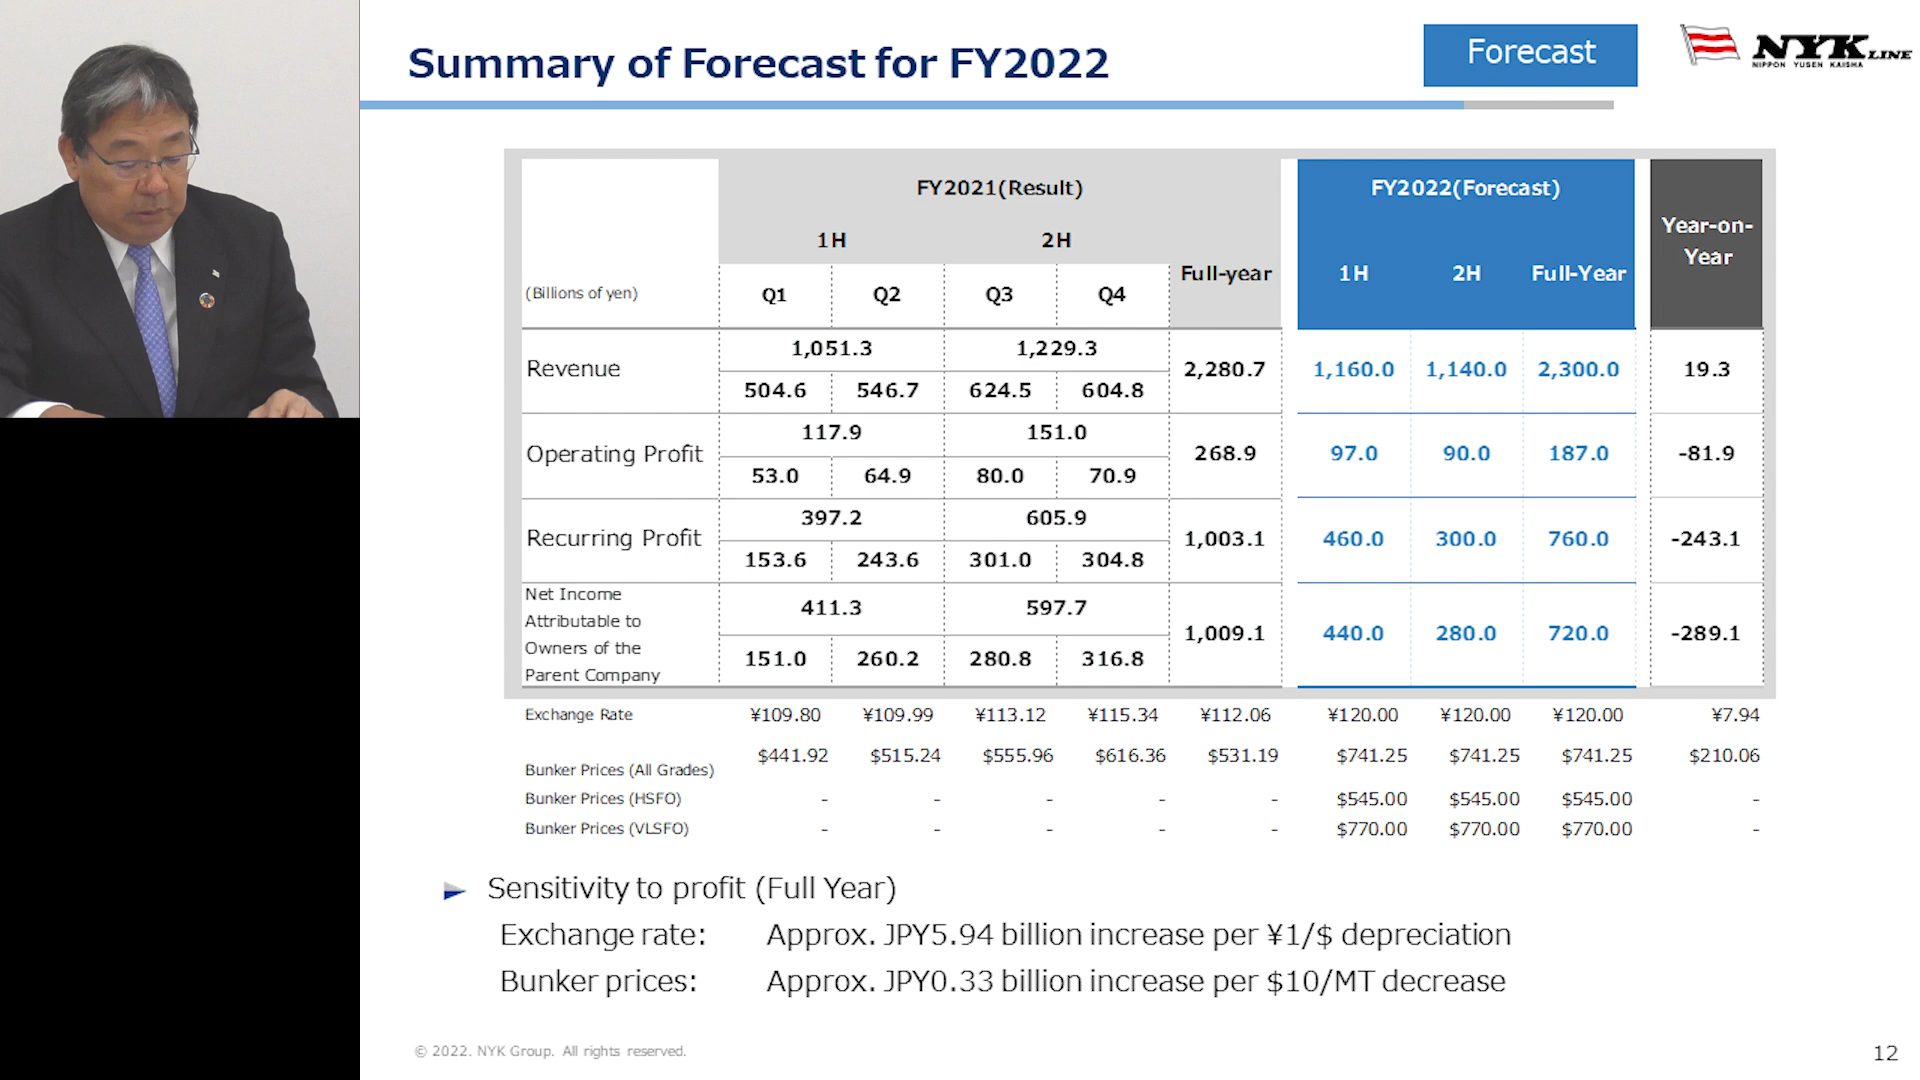 Summary of Forecast for FY2022
Forecast
NYK LINE
NIPPON YUSEN KAISHA
FY2021(Result) FY2022(Forecast) Year-on-
Year
1H 2H
Full-year 1H 2H Full-Year
(Billions of yen) Q1 Q2 Q3 Q4
1,051.3 1,229.3
Revenue 2,280.7 1,160.0 1,140.0 2,300.0 19.3
504.6 546.7 624.5 604.8
117.9 151.0
Operating Profit 268.9 97.0 90.0 187.0 -81.9
53.0 64.9 80.0 70.9
397.2 605.9
Recurring Profit 1,003.1 460.0 300.0 760.0 -243.1
153.6 243.6 301.0 304.8
Net Income
Attributable to
Owners of the
Parent Company
411.3 597.7
1,009.1 440.0 280.0 720.0 -289.1
151.0 260.2 280.8 316.8
Exchange Rate ¥109.80 ¥109.99 ¥113.12 ¥115.34 ¥112.06 ¥120.00 ¥120.00 ¥120.00 ¥7.94
Bunker Prices (All Grades) $441.92 $515.24 $555.96 $616.36 $531.19 $741.25 $741.25 $741.25 $210.06
Bunker Prices (HSFO) - - - - - $545.00 $545.00 $545.00 -
Bunker Prices (VLSFO) - - - - - $770.00 $770.00 $770.00 -
Sensitivity to profit (Full Year)
Exchange rate: Approx. JPY5.94 billion increase per ¥1/$ depreciation
Bunker prices: Approx. JPY0.33 billion increase per $10/MT decrease
© 2022. NYK Group. All rights reserved.
12